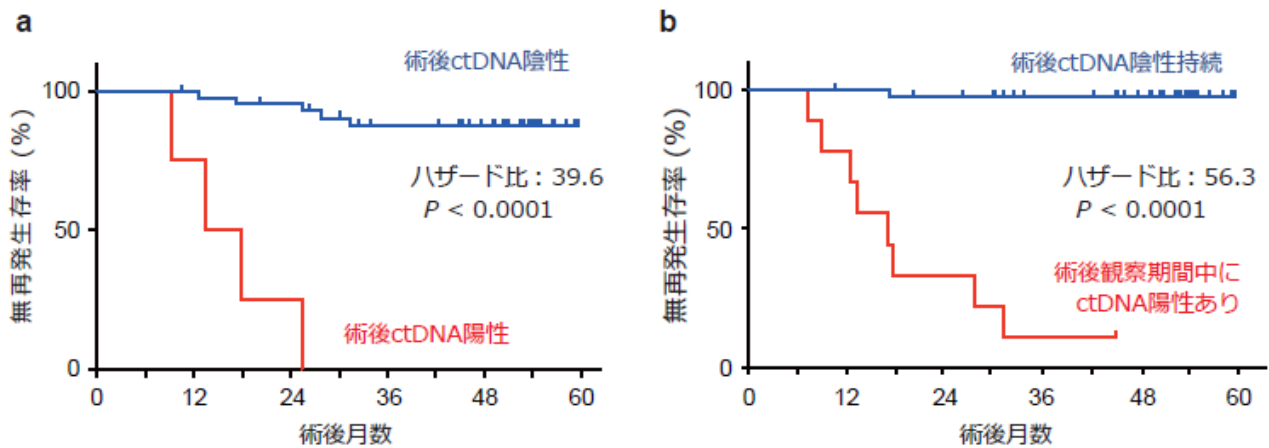 a
術後ctDNA陰性
100
50
0
無再発生存率 (%)
ハザード比：39.6
P < 0.0001
術後ctDNA陽性
0 12 24 36 48 60
術後月数
b
術後ctDNA陰性持続
100
50
0
無再発生存率 (%)
ハザード比：56.3
P < 0.0001
術後観察期間中に
ctDNA陽性あり
0 12 24 36 48 60
術後月数